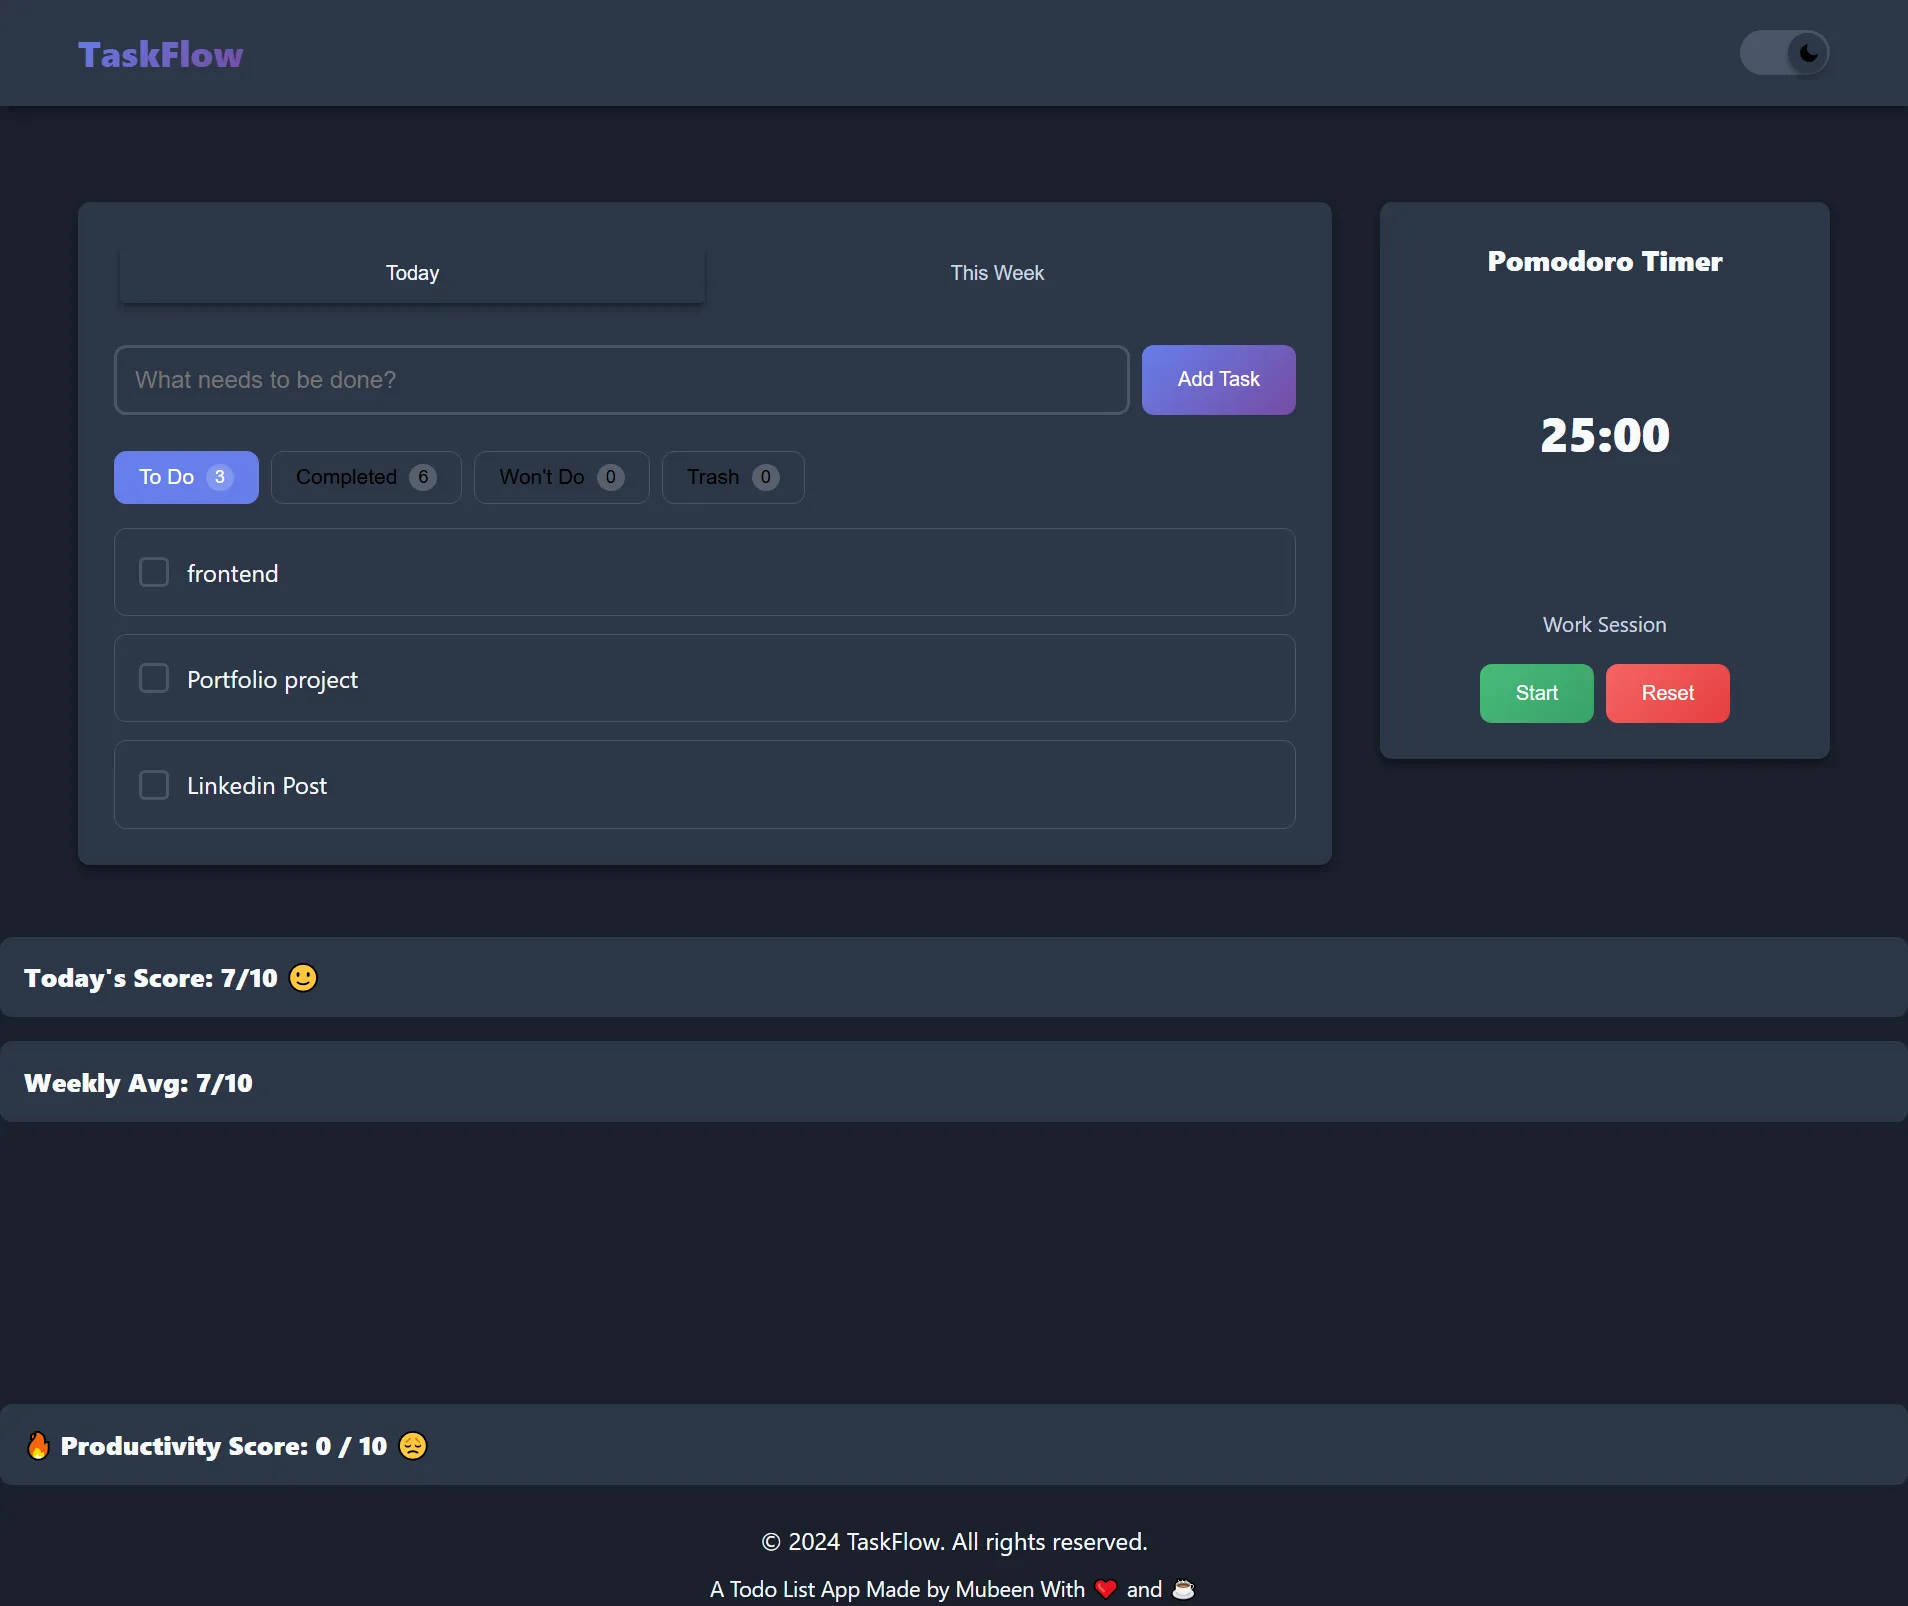 TaskFlow
Today
This Week
What needs to be done?
Add Task
To Do 3
Completed 6
Won't Do 0
Trash 0
frontend
Portfolio project
Linkedin Post
Pomodoro Timer
25:00
Work Session
Start
Reset
Today's Score: 7/10 🙂
Weekly Avg: 7/10
🔥 Productivity Score: 0 / 10 😔
© 2024 TaskFlow. All rights reserved.
A Todo List App Made by Mubeen With ❤️ and ☕